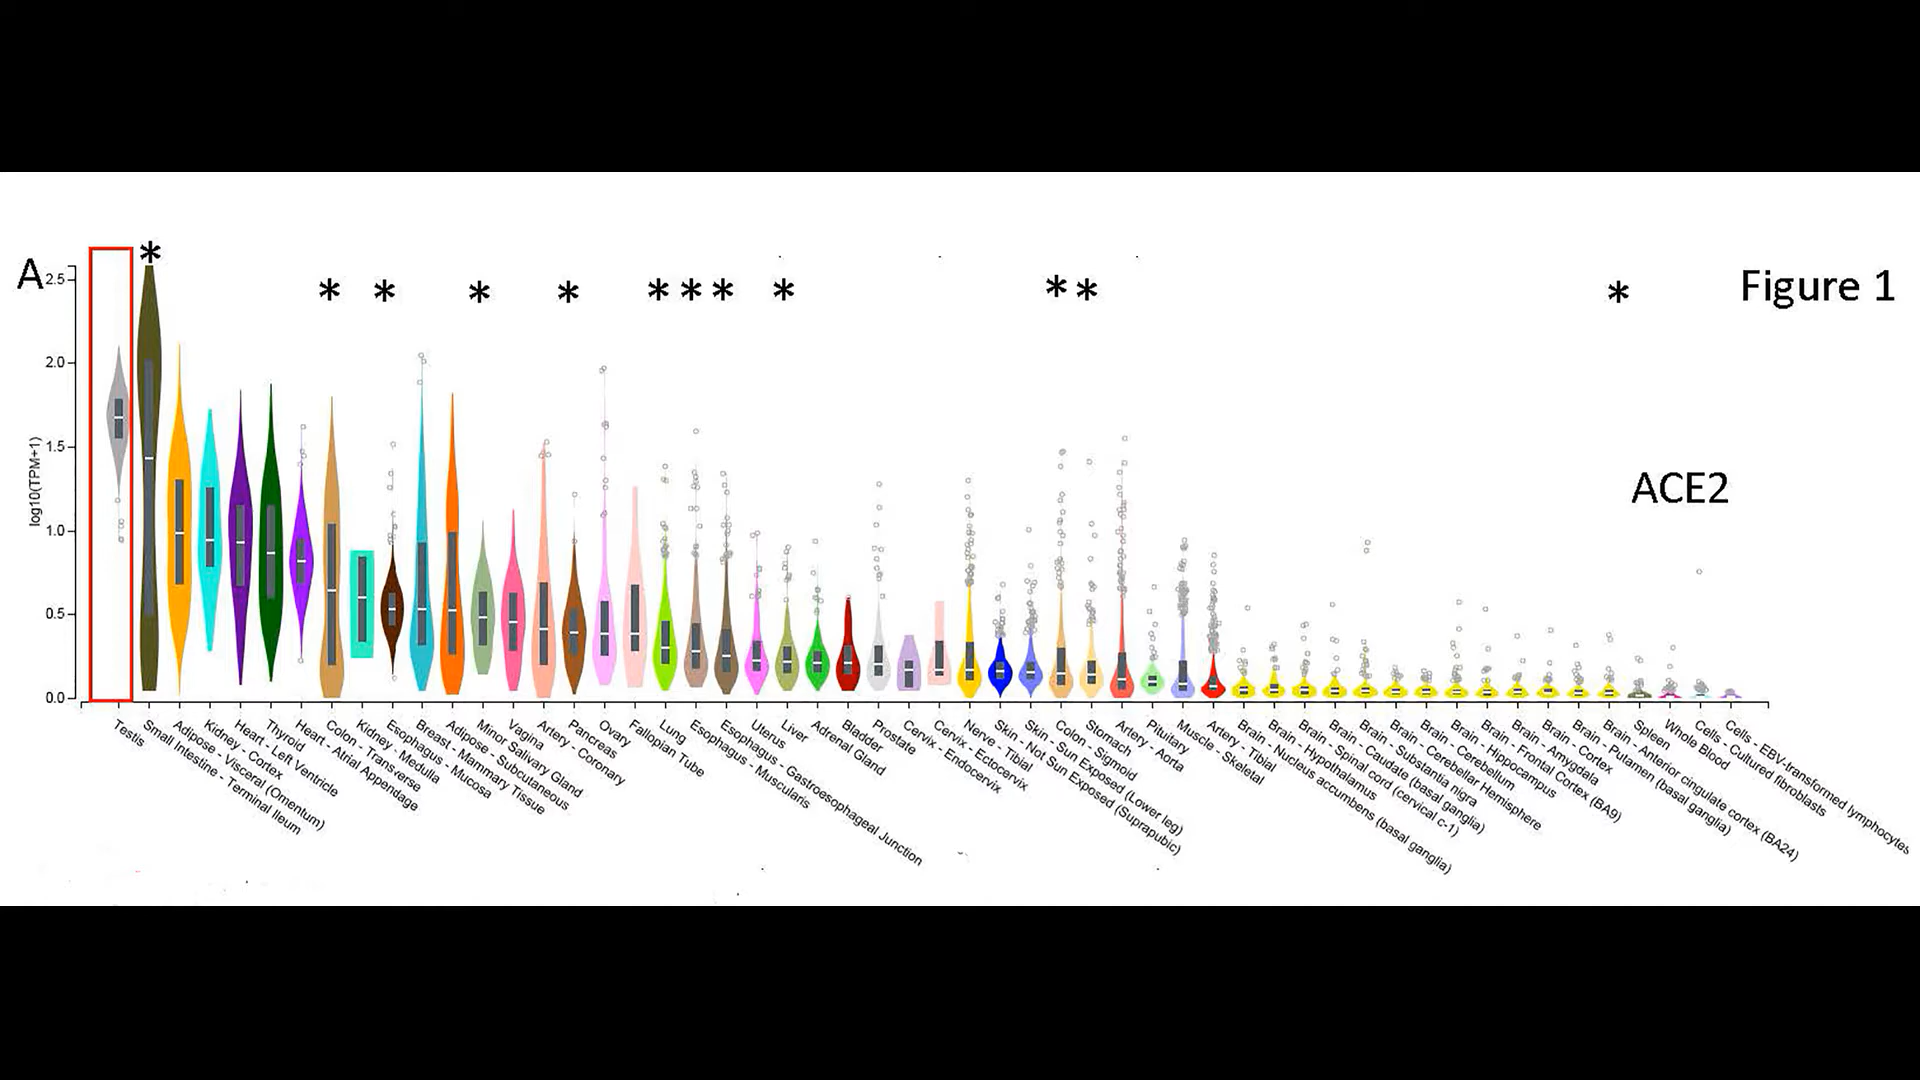 * 
A
Figure 1
* * * * * * * * * * * *
2.5
2.0
1.5
1.0
0.5
0.0
log10(TPM+1)
ACE2
Testis
Small Intestine - Terminal Ileum
Adipose - Visceral (Omentum)
Kidney - Cortex
Heart - Left Ventricle
Thyroid
Heart - Atrial Appendage
Colon - Transverse
Kidney - Medulla
Esophagus - Mucosa
Breast - Mammary Tissue
Adipose - Subcutaneous
Minor Salivary Gland
Vagina
Artery - Coronary
Pancreas
Ovary
Fallopian Tube
Lung
Esophagus - Muscularis
Esophagus - Gastroesophageal Junction
Uterus
Liver
Adrenal Gland
Bladder
Prostate
Cervix - Endocervix
Cervix - Ectocervix
Nerve - Tibial
Skin - Not Sun Exposed (Suprapubic)
Skin - Sun Exposed (Lower leg)
Colon - Sigmoid
Stomach
Artery - Aorta
Pituitary
Muscle - Skeletal
Artery - Tibial
Brain - Nucleus accumbens (basal ganglia)
Brain - Hypothalamus
Brain - Spinal cord (cervical c-1)
Brain - Caudate (basal ganglia)
Brain - Substantia nigra
Brain - Cerebellar Hemisphere
Brain - Cerebellum
Brain - Hippocampus
Brain - Frontal Cortex (BA9)
Brain - Amygdala
Brain - Cortex
Brain - Putamen (basal ganglia)
Brain - Anterior cingulate cortex (BA24)
Spleen
Whole Blood
Cells - Cultured fibroblasts
Cells - EBV-transformed lymphocytes